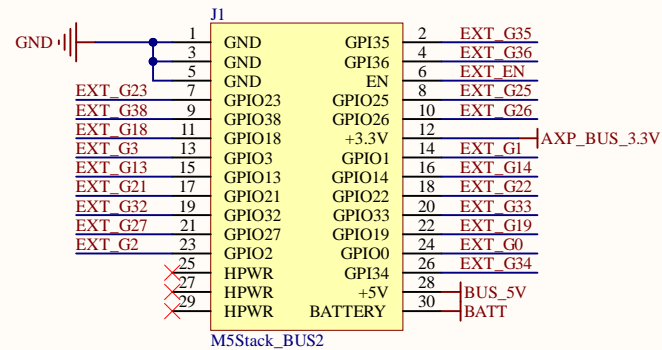 J1
GND 1 GND GPI35 2 EXT_G35
3 GND GPI36 4 EXT_G36
5 GND EN 6 EXT_EN
EXT_G23 7 GPIO23 GPIO25 8 EXT_G25
EXT_G38 9 GPIO38 GPIO26 10 EXT_G26
EXT_G18 11 GPIO18 +3.3V 12 AXP_BUS_3.3V
EXT_G3 13 GPIO3 GPIO1 14 EXT_G1
EXT_G13 15 GPIO13 GPIO14 16 EXT_G14
EXT_G21 17 GPIO21 GPIO22 18 EXT_G22
EXT_G32 19 GPIO32 GPIO33 20 EXT_G33
EXT_G27 21 GPIO27 GPIO19 22 EXT_G19
EXT_G2 23 GPIO2 GPIO0 24 EXT_G0
25 HPWR GPI34 26 EXT_G34
27 HPWR +5V 28 BUS_5V
29 HPWR BATTERY 30 BATT
M5Stack_BUS2